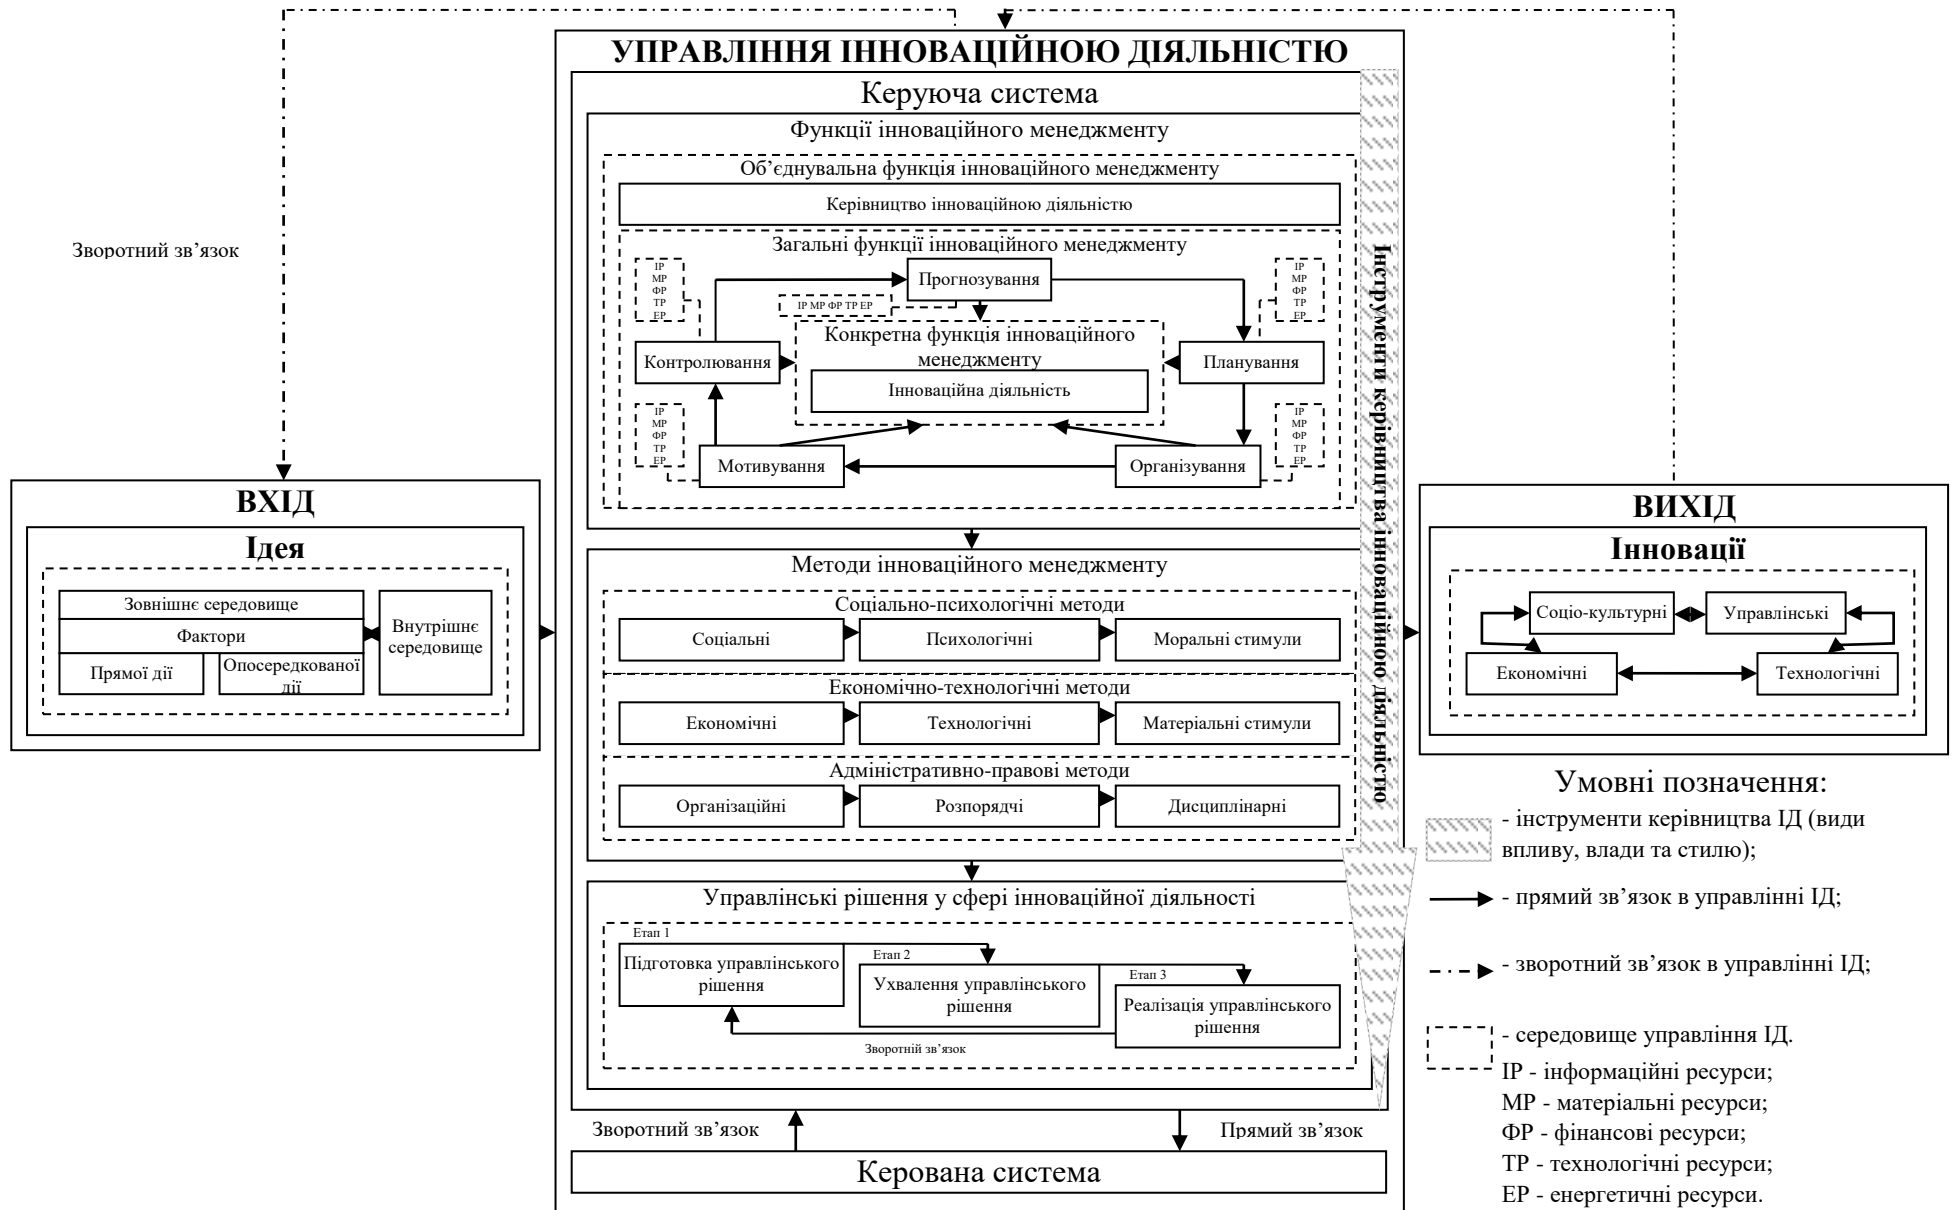 УПРАВЛІННЯ ІННОВАЦІЙНОЮ ДІЯЛЬНІСТЮ
Керуюча система
Функції інноваційного менеджменту
Об’єднувальна функція інноваційного менеджменту
Керівництво інноваційною діяльністю
Загальні функції інноваційного менеджменту
Зворотний зв’язок
ІР
МР
ФР
ТР
ЕР
Прогнозування
ІР
МР
ФР
ТР
ЕР
ІР МР ФР ТР ЕР
Конкретна функція інноваційного
менеджменту
Контролювання
Планування
Інноваційна діяльність
ІР
МР
ФР
ТР
ЕР
ІР
МР
ФР
ТР
ЕР
Мотивування
Організування
Інструменти керівництва інноваційною діяльністю
ВХІД
Ідея
Зовнішнє середовище
Фактори
Прямої дії
Опосередкованої
дії
Внутрішнє
середовище
Методи інноваційного менеджменту
Соціально-психологічні методи
Соціальні
Психологічні
Моральні стимули
Економічно-технологічні методи
Економічні
Технологічні
Матеріальні стимули
Адміністративно-правові методи
Організаційні
Розпорядчі
Дисциплінарні
ВИХІД
Інновації
Соціо-культурні
Управлінські
Економічні
Технологічні
Управлінські рішення у сфері інноваційної діяльності
Етап 1
Підготовка управлінського
рішення
Етап 2
Ухвалення управлінського
рішення
Етап 3
Реалізація управлінського
рішення
Зворотній зв’язок
Зворотний зв’язок
Прямий зв’язок
Керована система
Умовні позначення:
- інструменти керівництва ІД (види
впливу, влади та стилю);
- прямий зв’язок в управлінні ІД;
- зворотний зв’язок в управлінні ІД;
- середовище управління ІД.
ІР - інформаційні ресурси;
МР - матеріальні ресурси;
ФР - фінансові ресурси;
ТР - технологічні ресурси;
ЕР - енергетичні ресурси.